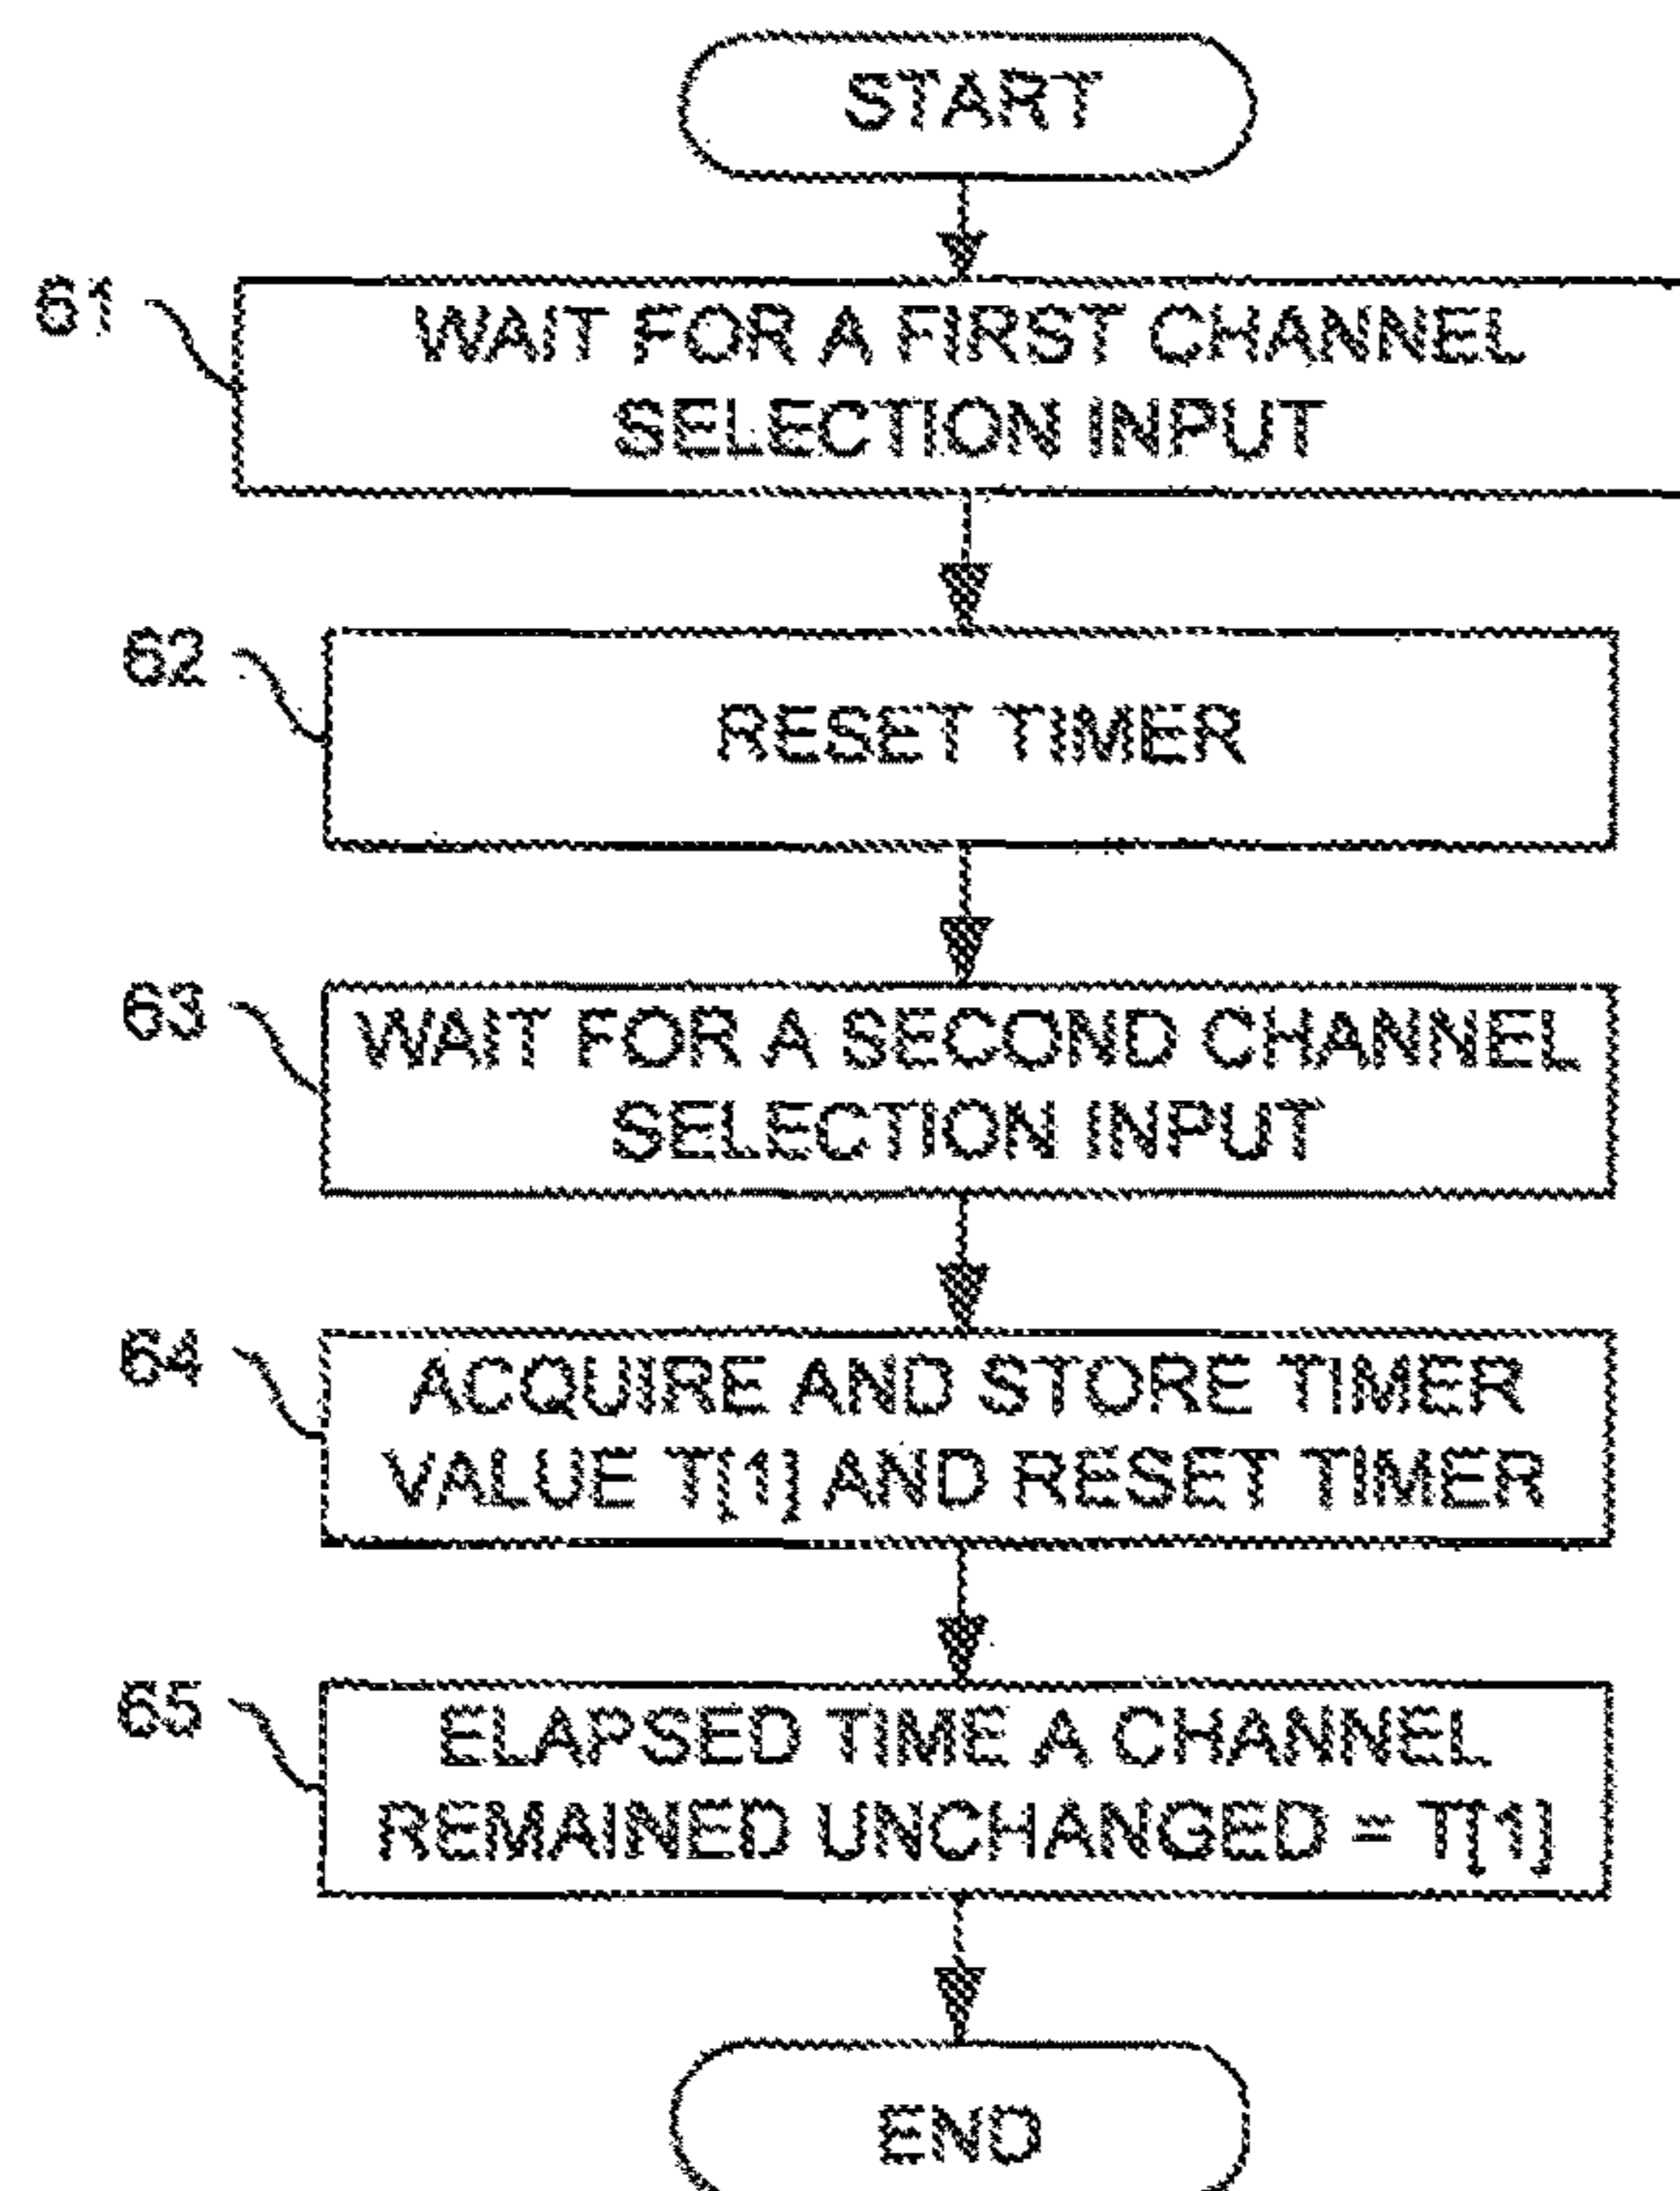 START
61
WAIT FOR A FIRST CHANNEL
SELECTION INPUT
62
RESET TIMER
63
WAIT FOR A SECOND CHANNEL
SELECTION INPUT
64
ACQUIRE AND STORE TIMER
VALUE T[1] AND RESET TIMER
65
ELAPSED TIME A CHANNEL
REMAINED UNCHANGED = T[1]
END